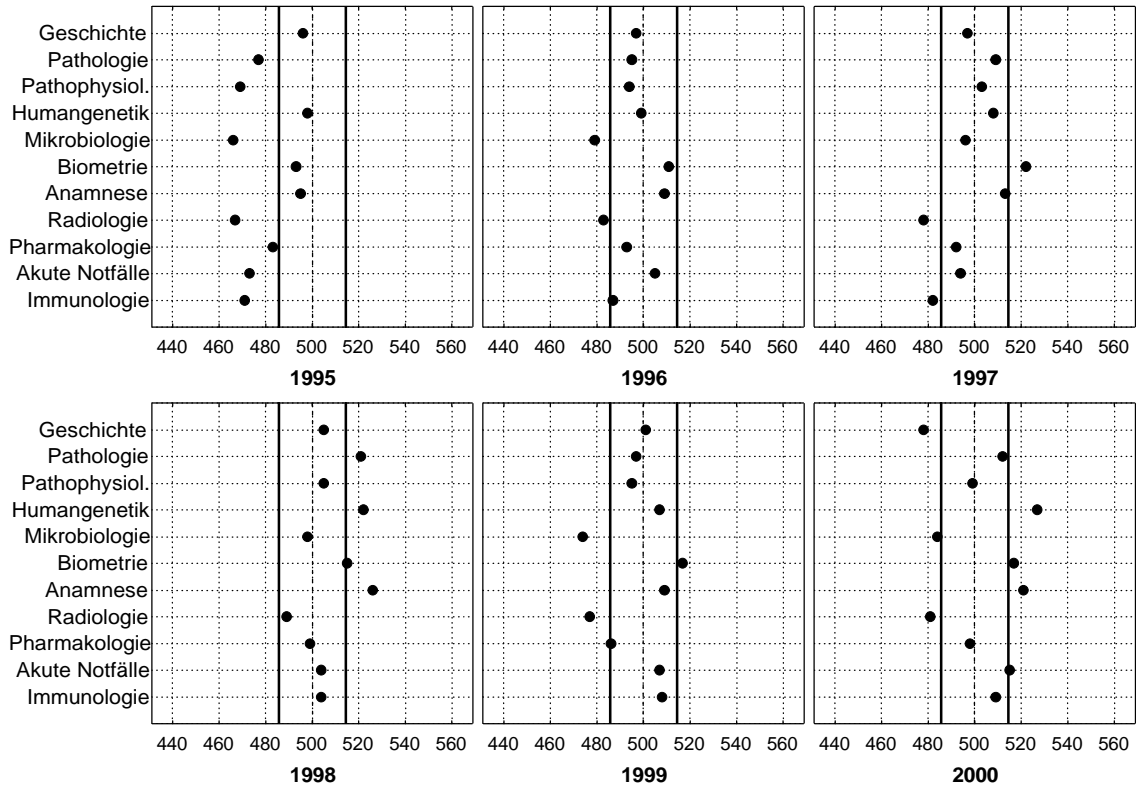 Geschichte
Pathologie
Pathophysiol.
Humangenetik
Mikrobiologie
Biometrie
Anamnese
Radiologie
Pharmakologie
Akute Notfälle
Immunologie
440 460 480 500 520 540 560 440 460 480 500 520 540 560 440 460 480 500 520 540 560
1995 1996 1997
Geschichte
Pathologie
Pathophysiol.
Humangenetik
Mikrobiologie
Biometrie
Anamnese
Radiologie
Pharmakologie
Akute Notfälle
Immunologie
440 460 480 500 520 540 560 440 460 480 500 520 540 560 440 460 480 500 520 540 560
1998 1999 2000